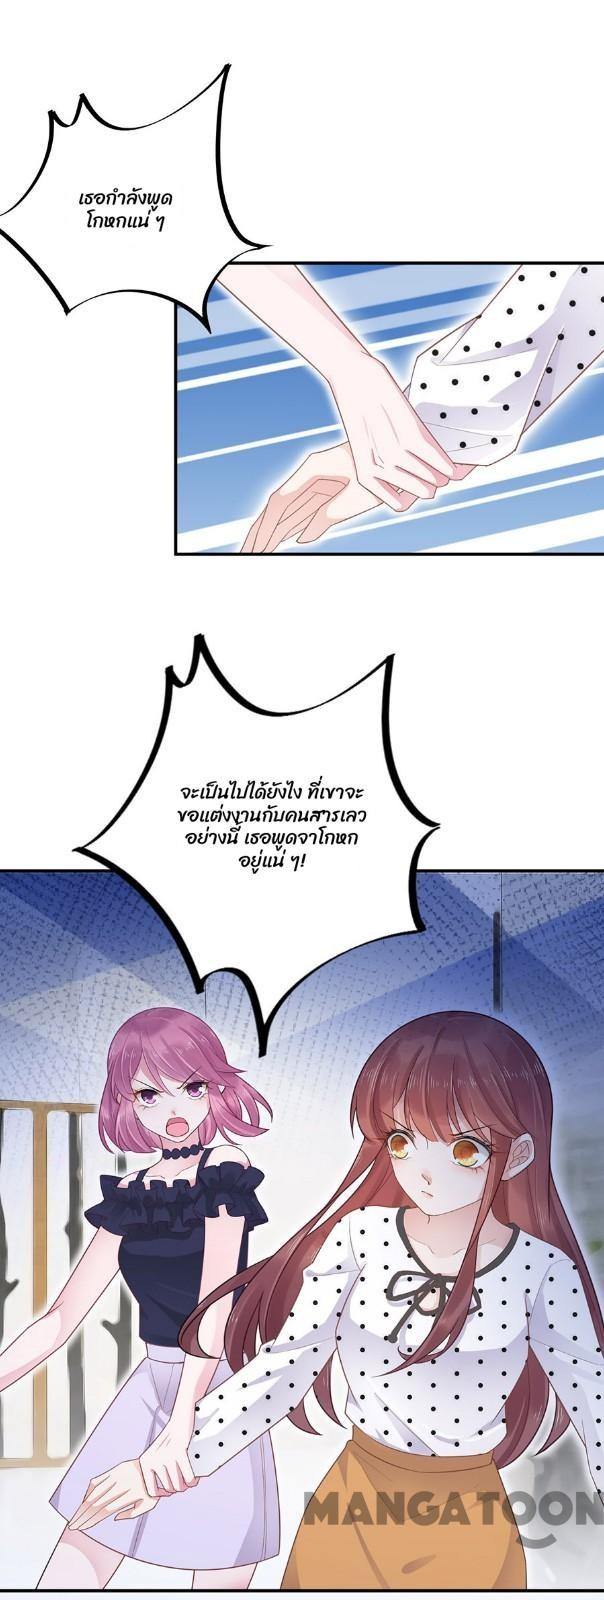 เธอกำลังพูด
โกหกแน่ ๆ
จะเป็นไปได้ยังไง ที่เขาจะ
ขอแต่งงานกับคนสารเลว
อย่างนี้ เธอพูดจาโกหก
อยู่แน่ ๆ!
MANGATOON